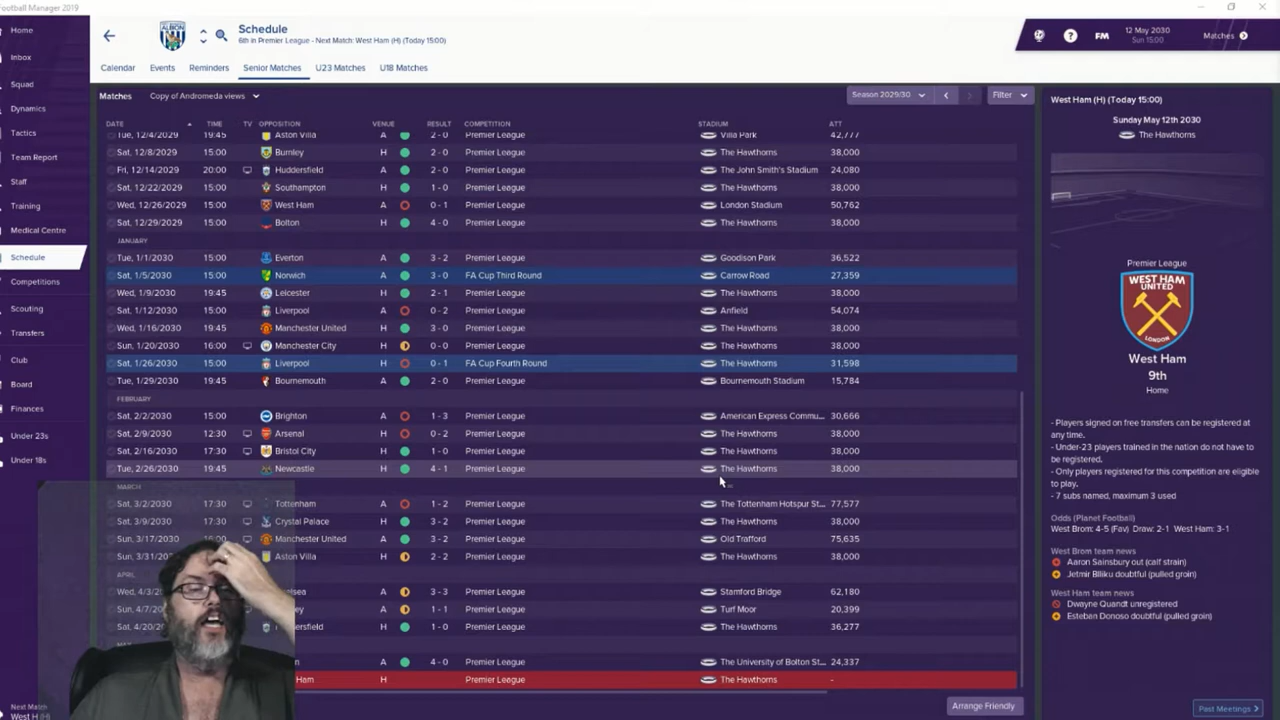 Football Manager 2019
Home
Inbox
Squad
Dynamics
Tactics
Team Report
Staff
Training
Medical Centre
Schedule
Competitions
Scouting
Transfers
Club
Board
Finances
Under 23s
Under 18s
Next Match
West H (H)
ALBION
Schedule
6th in Premier League - Next Match: West Ham (H) (Today 15:00)
? FM 12 May 2030 Sun 15:00 Matches
Calendar Events Reminders Senior Matches U23 Matches U18 Matches
Matches Copy of Andromeda views Season 2029/30 Filter
DATE TIME TV OPPOSITION VENUE RESULT COMPETITION STADIUM ATT
Tue, 12/4/2029 19:45 Aston Villa A 2-0 Premier League Villa Park 42,777
Sat, 12/8/2029 15:00 Burnley H 2-0 Premier League The Hawthorns 38,000
Fri, 12/14/2029 20:00 Huddersfield A 2-0 Premier League The John Smith's Stadium 24,080
Sat, 12/22/2029 15:00 Southampton H 1-0 Premier League The Hawthorns 38,000
Wed, 12/26/2029 15:00 West Ham A 0-1 Premier League London Stadium 50,762
Sat, 12/29/2029 15:00 Bolton H 4-0 Premier League The Hawthorns 38,000
JANUARY
Tue, 1/1/2030 15:00 Everton A 3-2 Premier League Goodison Park 36,522
Sat, 1/5/2030 15:00 Norwich A 3-0 FA Cup Third Round Carrow Road 27,359
Wed, 1/9/2030 19:45 Leicester H 2-1 Premier League The Hawthorns 38,000
Sat, 1/12/2030 15:00 Liverpool A 0-2 Premier League Anfield 54,074
Wed, 1/16/2030 19:45 Manchester United H 3-0 Premier League The Hawthorns 38,000
Sun, 1/20/2030 16:00 Manchester City H 0-0 Premier League The Hawthorns 38,000
Sat, 1/26/2030 15:00 Liverpool H 0-1 FA Cup Fourth Round The Hawthorns 31,598
Tue, 1/29/2030 19:45 Bournemouth A 2-0 Premier League Bournemouth Stadium 15,784
FEBRUARY
Sat, 2/2/2030 15:00 Brighton A 1-3 Premier League American Express Commu... 30,666
Sat, 2/9/2030 12:30 Arsenal H 0-2 Premier League The Hawthorns 38,000
Sat, 2/16/2030 17:30 Bristol City H 1-0 Premier League The Hawthorns 38,000
Tue, 2/26/2030 19:45 Newcastle H 4-1 Premier League The Hawthorns 38,000
MARCH
Sat, 3/2/2030 17:30 Tottenham A 1-2 Premier League The Tottenham Hotspur St... 77,577
Sat, 3/9/2030 17:30 Crystal Palace H 3-2 Premier League The Hawthorns 38,000
Sun, 3/17/2030 16:00 Manchester United A 3-2 Premier League Old Trafford 75,635
Sun, 3/31/20 Aston Villa H 2-2 Premier League The Hawthorns 38,000
APRIL
Wed, 4/3/2 elsea A 3-3 Premier League Stamford Bridge 62,180
Sun, 4/7/2 ley A 1-1 Premier League Turf Moor 20,399
Sat, 4/20/2 ersfield H 1-0 Premier League The Hawthorns 36,277
A 4-0 Premier League The University of Bolton St... 24,337
Ham H Premier League The Hawthorns -
Arrange Friendly
West Ham (H) (Today 15:00)
Sunday May 12th 2030
The Hawthorns
Premier League
WEST HAM
UNITED
LONDON
West Ham
9th
Home
- Players signed on free transfers can be registered at
any time.
- Under-23 players trained in the nation do not have to
be registered.
- Only players registered for this competition are eligible
to play.
- 7 subs named, maximum 3 used
Odds (Planet Football)
West Brom: 4-5 (Fav) Draw: 2-1 West Ham: 3-1
West Brom team news
Aaron Sainsbury out (calf strain)
Jetmir Blliku doubtful (pulled groin)
West Ham team news
Dwayne Quandt unregistered
Esteban Donoso doubtful (pulled groin)
Past Meetings